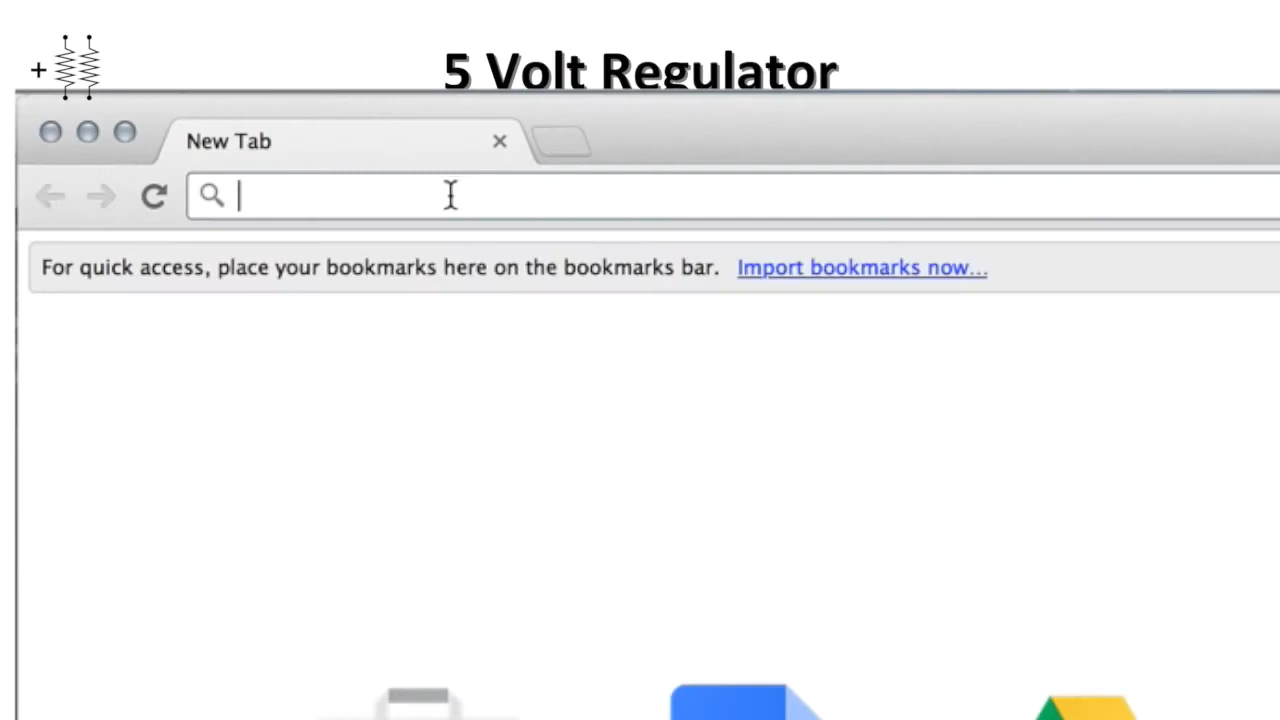 5 Volt Regulator
+
New Tab
For quick access, place your bookmarks here on the bookmarks bar. Import bookmarks now...